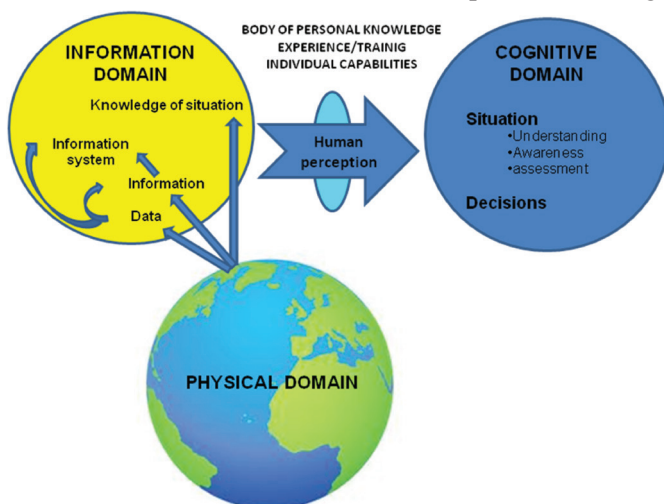 INFORMATION
DOMAIN
Knowledge of situation
Information
system
Information
Data
BODY OF PERSONAL KNOWLEDGE
EXPERIENCE/TRAINIG
INDIVIDUAL CAPABILITIES
Human
perception
COGNITIVE
DOMAIN
Situation
•Understanding
•Awareness
•assessment
Decisions
PHYSICAL DOMAIN